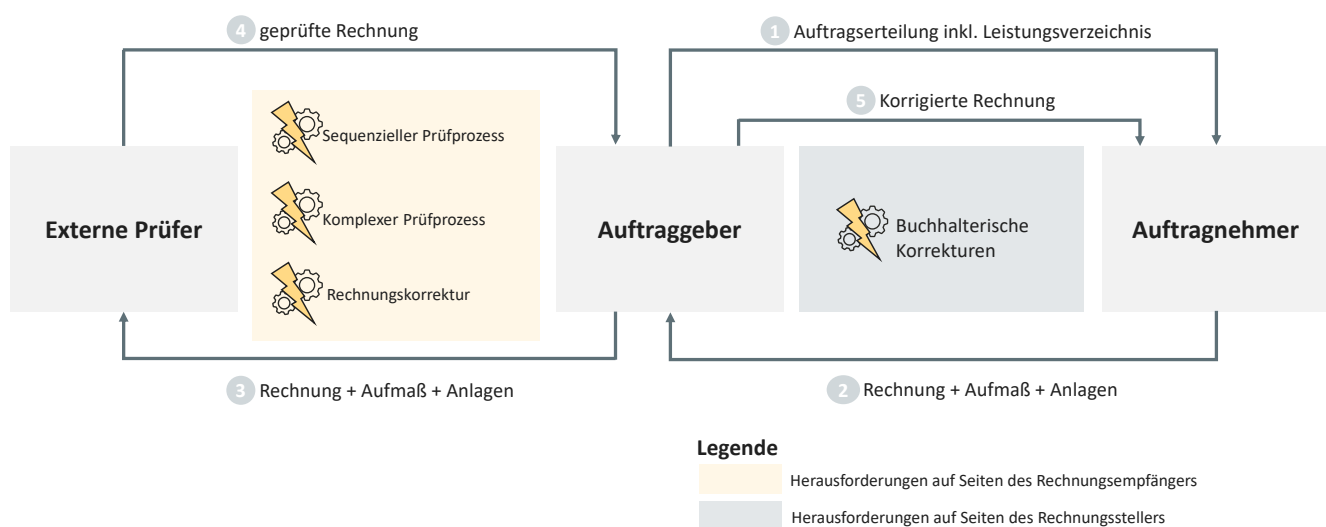 4 geprüfte Rechnung
1 Auftragserteilung inkl. Leistungsverzeichnis
5 Korrigierte Rechnung
Sequenzieller Prüfprozess
Komplexer Prüfprozess
Rechnungskorrektur
Externe Prüfer
Auftraggeber
Buchhalterische
Korrekturen
Auftragnehmer
3 Rechnung + Aufmaß + Anlagen
2 Rechnung + Aufmaß + Anlagen
Legende
Herausforderungen auf Seiten des Rechnungsempfängers
Herausforderungen auf Seiten des Rechnungsstellers